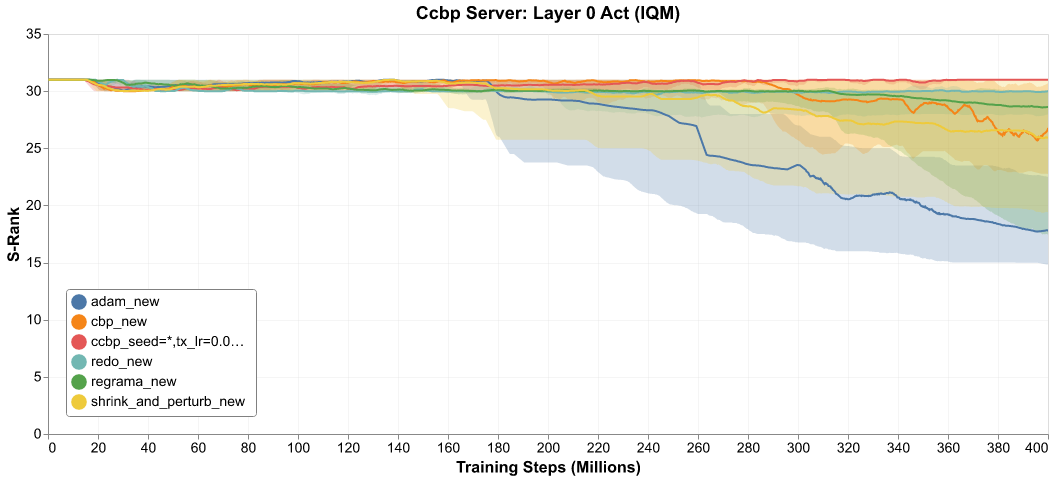 Ccbp Server: Layer 0 Act (IQM)
35
30
25
20
15
10
5
0
S-Rank
adam_new
cbp_new
ccbp_seed=*,tx_lr=0.0…
redo_new
regrama_new
shrink_and_perturb_new
0 20 40 60 80 100 120 140 160 180 200 220 240 260 280 300 320 340 360 380 400
Training Steps (Millions)